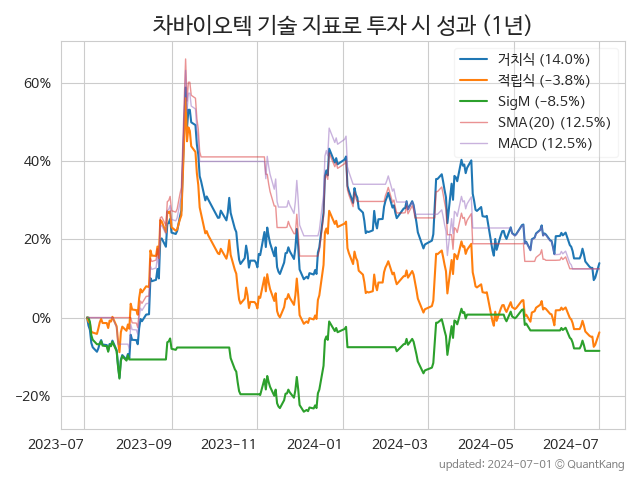 차바이오텍 기술 지표로 투자 시 성과 (1년)
거치식 (14.0%)
적립식 (−3.8%)
SigM (−8.5%)
SMA(20) (12.5%)
MACD (12.5%)
60%
40%
20%
0%
−20%
2023-07 2023-09 2023-11 2024-01 2024-03 2024-05 2024-07
updated: 2024-07-01 © QuantKang